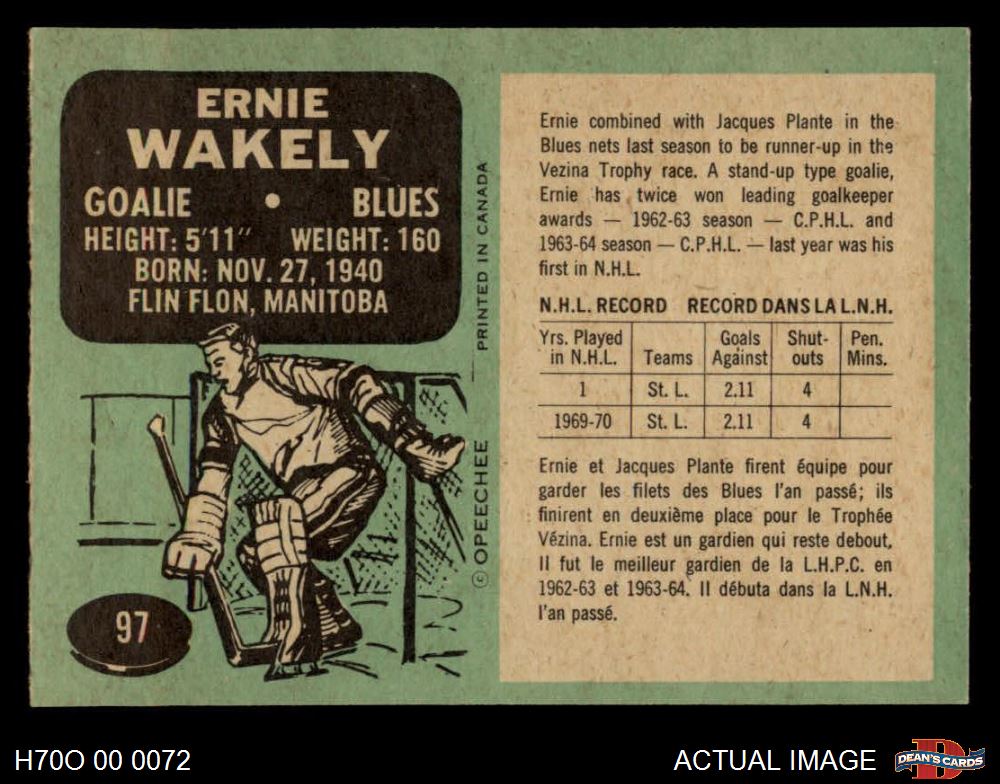 ERNIE
WAKELY
GOALIE • BLUES
HEIGHT: 5'11" WEIGHT: 160
BORN: NOV. 27, 1940
FLIN FLON, MANITOBA
97
© OPEECHEE PRINTED IN CANADA
Ernie combined with Jacques Plante in the
Blues nets last season to be runner-up in the
Vezina Trophy race. A stand-up type goalie,
Ernie has twice won leading goalkeeper
awards — 1962-63 season — C.P.H.L. and
1963-64 season — C.P.H.L. — last year was his
first in N.H.L.
N.H.L. RECORD RECORD DANS LA L.N.H.
Yrs. Played in N.H.L. Teams Goals Against Shut-outs Pen. Mins.
1 St. L. 2.11 4
1969-70 St. L. 2.11 4
Ernie et Jacques Plante firent équipe pour
garder les filets des Blues l'an passé; ils
finirent en deuxième place pour le Trophée
Vézina. Ernie est un gardien qui reste debout.
Il fut le meilleur gardien de la L.H.P.C. en
1962-63 et 1963-64. Il débuta dans la L.N.H.
l'an passé.
H70O 00 0072
ACTUAL IMAGE
DEAN'S CARDS